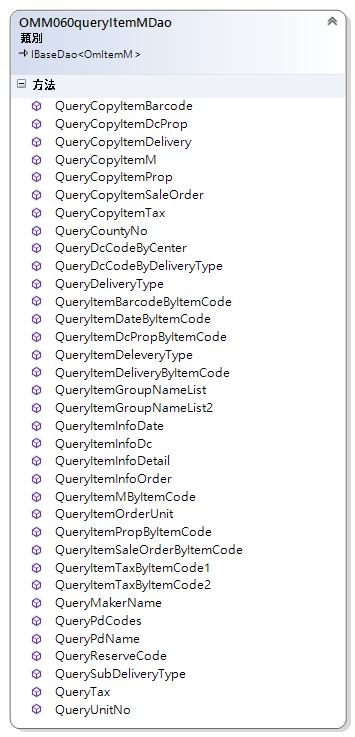 OMM060queryItemMDao
類別
IBaseDao<OmItemM>
方法
QueryCopyItemBarcode
QueryCopyItemDcProp
QueryCopyItemDelivery
QueryCopyItemM
QueryCopyItemProp
QueryCopyItemSaleOrder
QueryCopyItemTax
QueryCountyNo
QueryDcCodeByCenter
QueryDcCodeByDeliveryType
QueryDeliveryType
QueryItemBarcodeByItemCode
QueryItemDateByItemCode
QueryItemDcPropByItemCode
QueryItemDeleveryType
QueryItemDeliveryByItemCode
QueryItemGroupNameList
QueryItemGroupNameList2
QueryItemInfoDate
QueryItemInfoDc
QueryItemInfoDetail
QueryItemInfoOrder
QueryItemMByItemCode
QueryItemOrderUnit
QueryItemPropByItemCode
QueryItemSaleOrderByItemCode
QueryItemTaxByItemCode1
QueryItemTaxByItemCode2
QueryMakerName
QueryPdCodes
QueryPdName
QueryReserveCode
QuerySubDeliveryType
QueryTax
QueryUnitNo